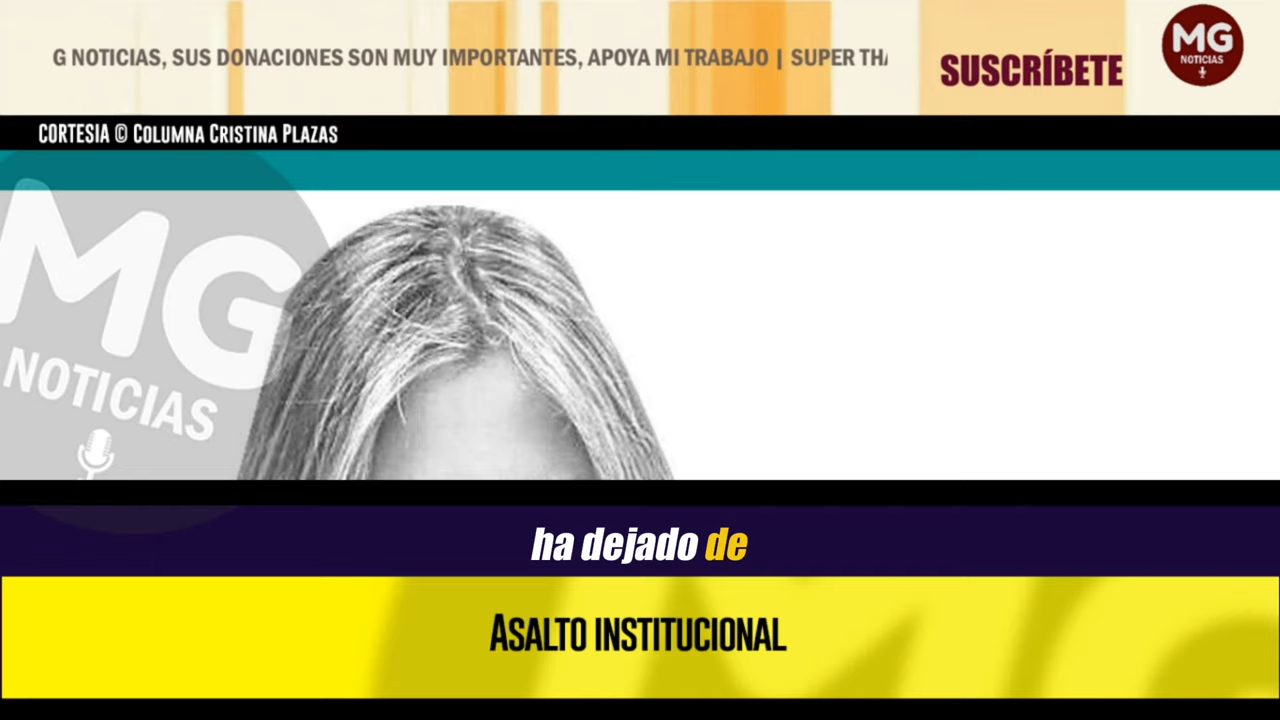 G NOTICIAS, SUS DONACIONES SON MUY IMPORTANTES, APOYA MI TRABAJO | SUPER THA
SUSCRÍBETE
MG
NOTICIAS
CORTESIA © COLUMNA CRISTINA PLAZAS
MG
NOTICIAS
ha dejado de
ASALTO INSTITUCIONAL